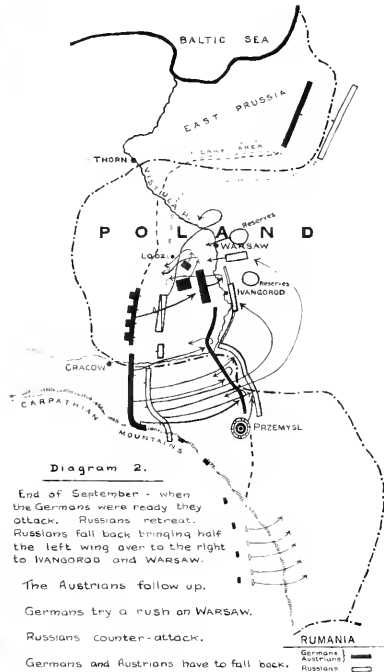 BALTIC SEA
EAST PRUSSIA
LAKE AREA
THORN
VISTULA R.
POLAND
Reserves
WARSAW
LODZ
Reserves
IVANGOROD
CRACOW
CARPATHIAN
MOUNTAINS
PRZEMYSL
Diagram 2.
End of September - when
the Germans were ready they
attack. Russians retreat.
Russians fall back bringing half
the left wing over to the right
to IVANGOROD and WARSAW.
The Austrians follow up.
Germans try a rush on WARSAW.
Russians counter-attack.
Germans and Austrians have to fall back.
RUMANIA
Germans }
Austrians }
Russians